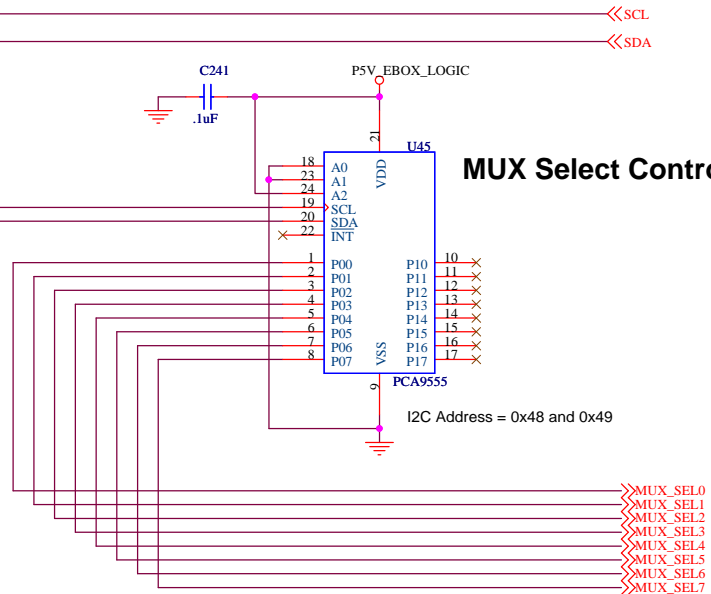 SCL
SDA
C241
.1uF
P5V_EBOX_LOGIC
21
U45
MUX Select Contro
VDD
18 A0
23 A1
24 A2
19 SCL
20 SDA
22 INT
1 P00 P10 10
2 P01 P11 11
3 P02 P12 12
4 P03 P13 13
5 P04 P14 14
6 P05 P15 15
7 P06 P16 16
8 P07 P17 17
VSS
9
PCA9555
I2C Address = 0x48 and 0x49
MUX_SEL0
MUX_SEL1
MUX_SEL2
MUX_SEL3
MUX_SEL4
MUX_SEL5
MUX_SEL6
MUX_SEL7